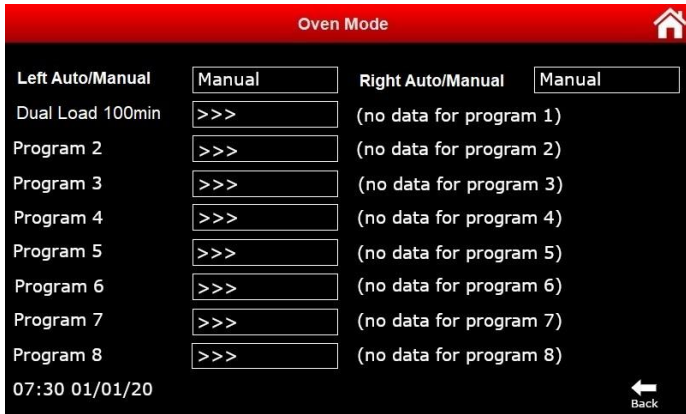 Oven Mode
Left Auto/Manual Manual Right Auto/Manual Manual
Dual Load 100min >>> (no data for program 1)
Program 2 >>> (no data for program 2)
Program 3 >>> (no data for program 3)
Program 4 >>> (no data for program 4)
Program 5 >>> (no data for program 5)
Program 6 >>> (no data for program 6)
Program 7 >>> (no data for program 7)
Program 8 >>> (no data for program 8)
07:30 01/01/20 Back